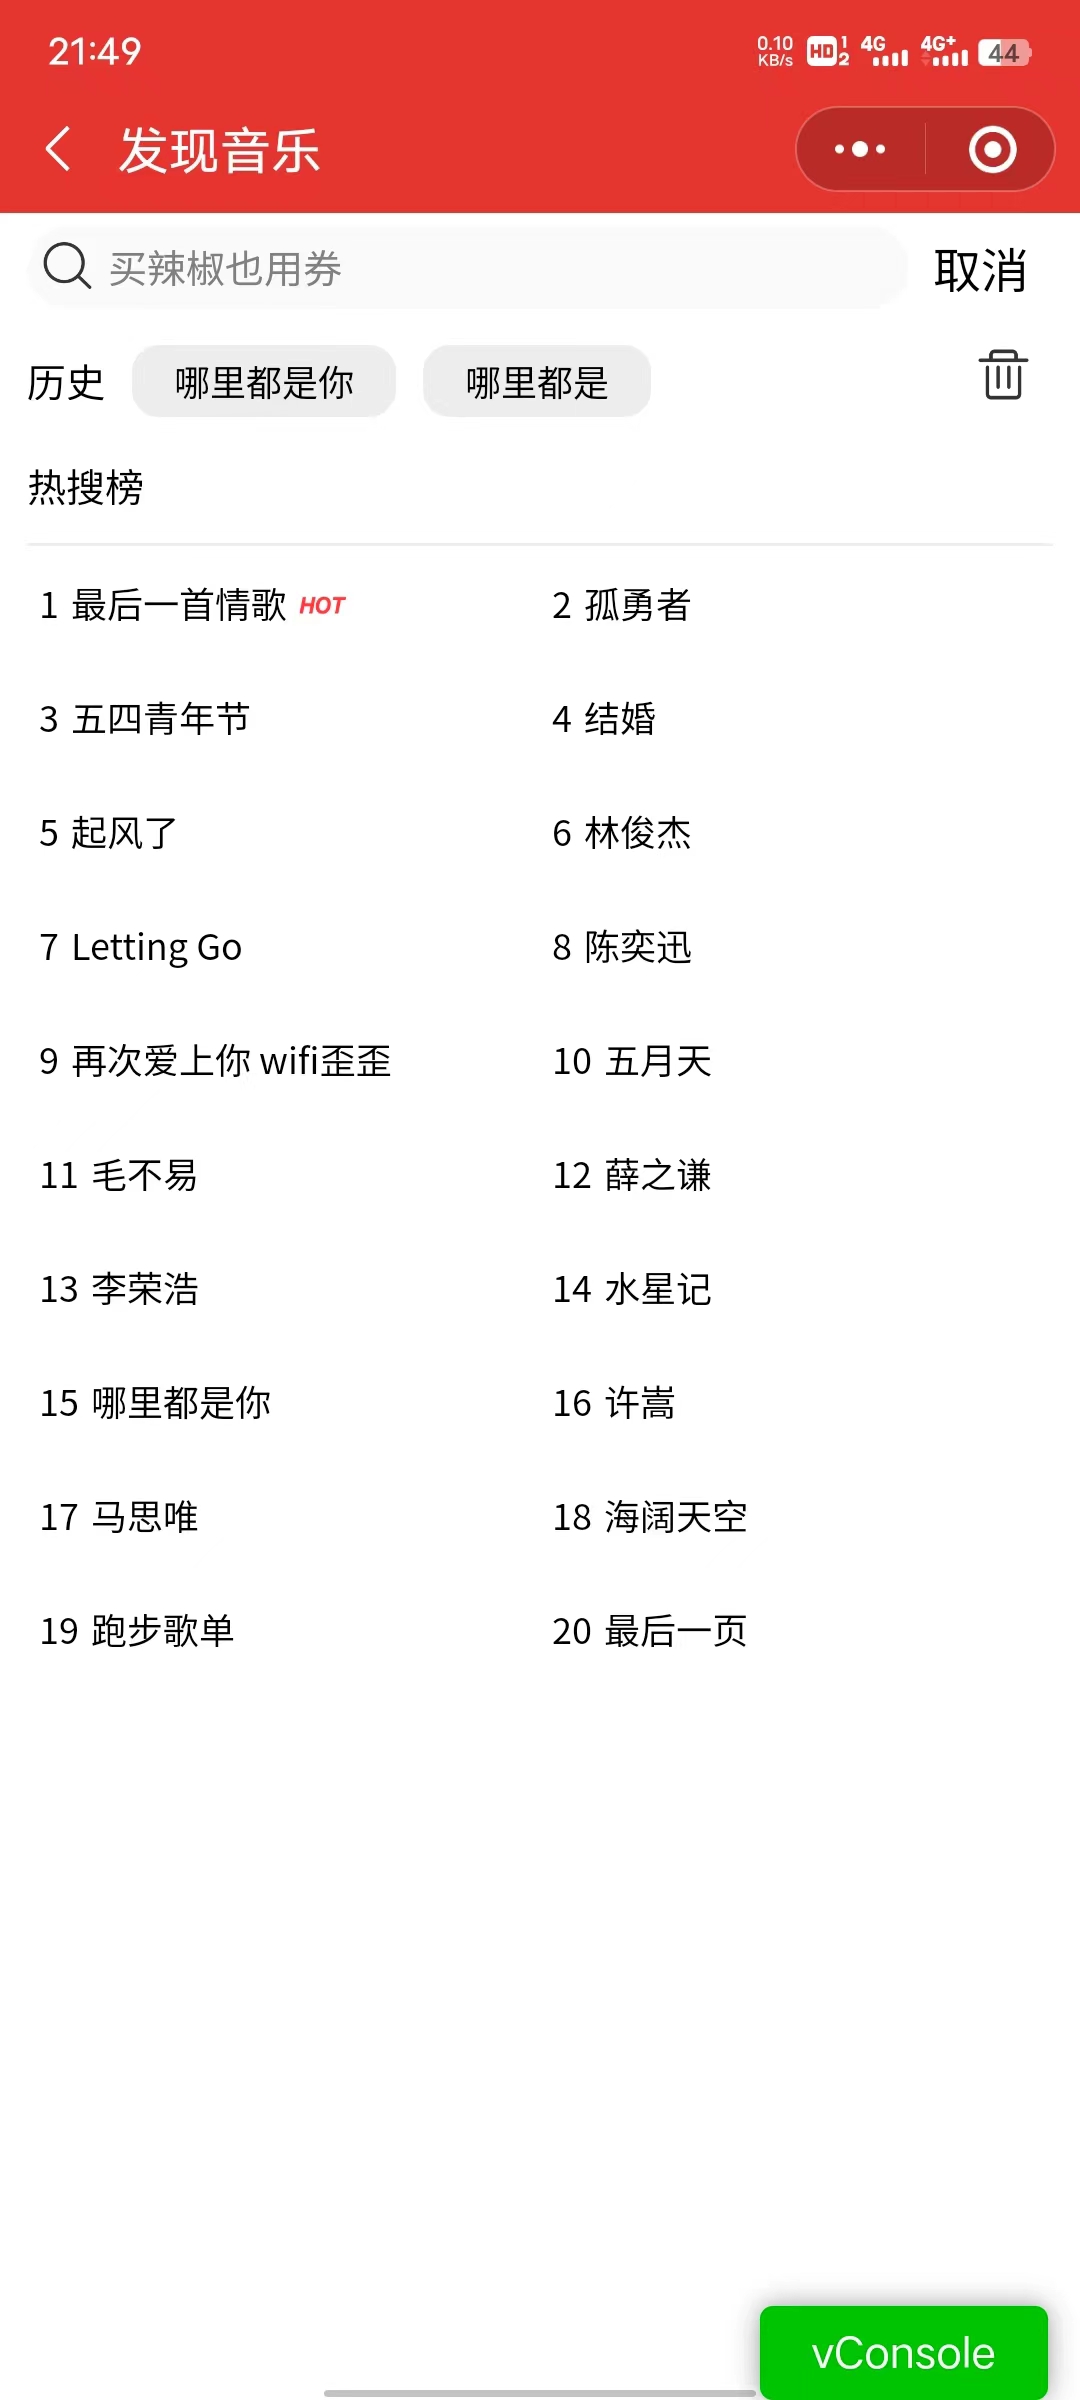 21:49
0.10 KB/s HD 1 2 4G 4G+ 44
发现音乐
买辣椒也用券
取消
历史 哪里都是你 哪里都是
热搜榜
1 最后一首情歌 HOT
2 孤勇者
3 五四青年节
4 结婚
5 起风了
6 林俊杰
7 Letting Go
8 陈奕迅
9 再次爱上你 wifi歪歪
10 五月天
11 毛不易
12 薛之谦
13 李荣浩
14 水星记
15 哪里都是你
16 许嵩
17 马思唯
18 海阔天空
19 跑步歌单
20 最后一页
vConsole